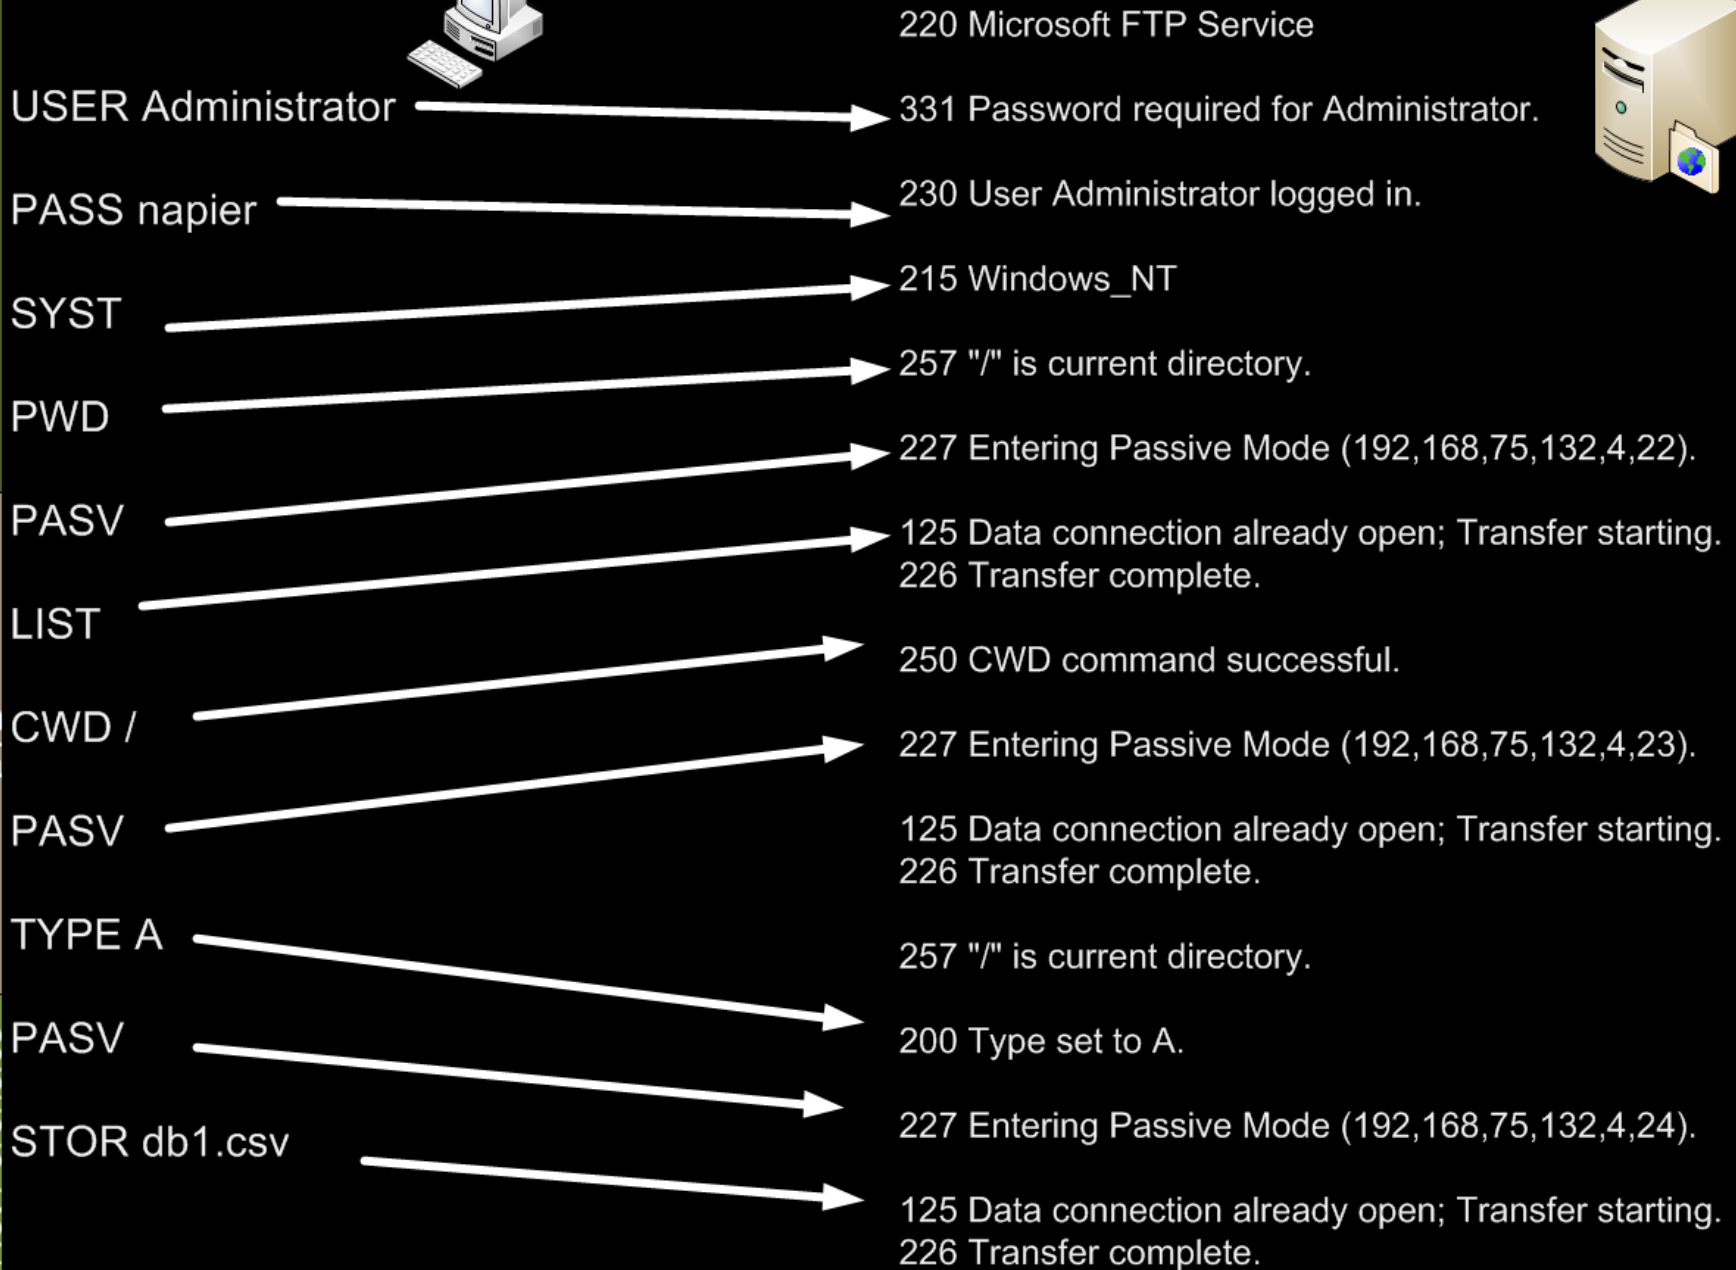 220 Microsoft FTP Service
USER Administrator
331 Password required for Administrator.
PASS napier
230 User Administrator logged in.
SYST
215 Windows_NT
PWD
257 "/" is current directory.
PASV
227 Entering Passive Mode (192,168,75,132,4,22).
LIST
125 Data connection already open; Transfer starting.
226 Transfer complete.
CWD /
250 CWD command successful.
PASV
227 Entering Passive Mode (192,168,75,132,4,23).
125 Data connection already open; Transfer starting.
226 Transfer complete.
257 "/" is current directory.
TYPE A
200 Type set to A.
PASV
227 Entering Passive Mode (192,168,75,132,4,24).
STOR db1.csv
125 Data connection already open; Transfer starting.
226 Transfer complete.